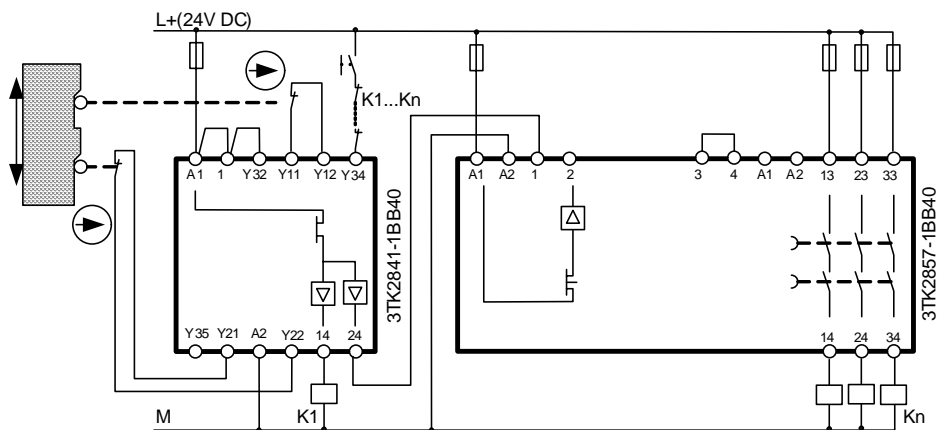 L+(24V DC)
K1...Kn
A1 1 Y32 Y11 Y12 Y34
A1 A2 1 2 3 4 A1 A2 13 23 33
3TK2841-1BB40
3TK2857-1BB40
Y35 Y21 A2 Y22 14 24
14 24 34
M K1 Kn